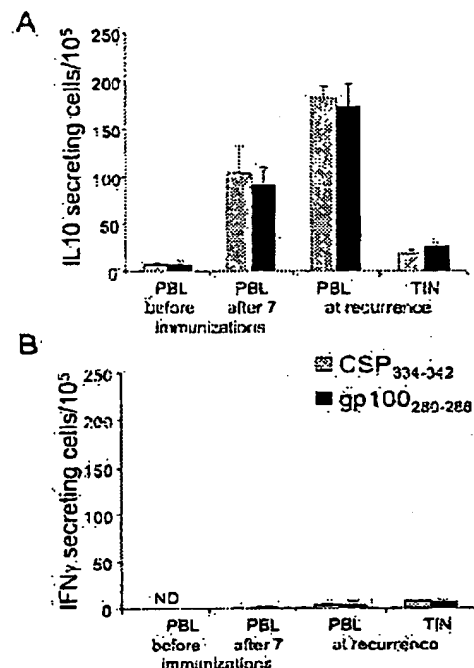 A
IL10 secreting cells/10⁵
250
200
150
100
50
0
PBL PBL PBL TIN
before after 7 at recurrence
immunizations
B
CSP₃₃₄₋₃₄₂
gp100₂₈₀₋₂₈₈
IFNγ secreting cells/10⁵
250
200
150
100
50
0
ND
PBL PBL PBL TIN
before after 7 at recurrence
immunizations